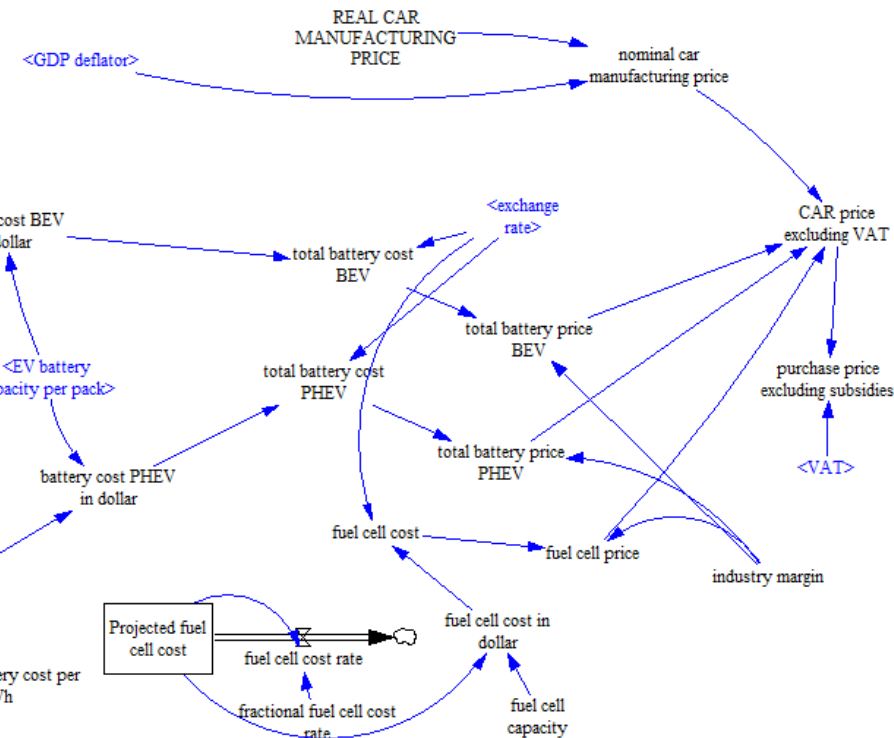 REAL CAR
MANUFACTURING
PRICE
<GDP deflator>
nominal car
manufacturing price
<exchange
rate>
CAR price
excluding VAT
cost BEV
total battery cost
BEV
total battery price
BEV
<EV battery
per pack>
total battery cost
PHEV
purchase price
excluding subsidies
total battery price
PHEV
<VAT>
battery cost PHEV
in dollar
fuel cell cost
fuel cell price
industry margin
Projected fuel
cell cost
fuel cell cost in
dollar
fuel cell cost rate
cost per
fractional fuel cell cost
rate
fuel cell
capacity